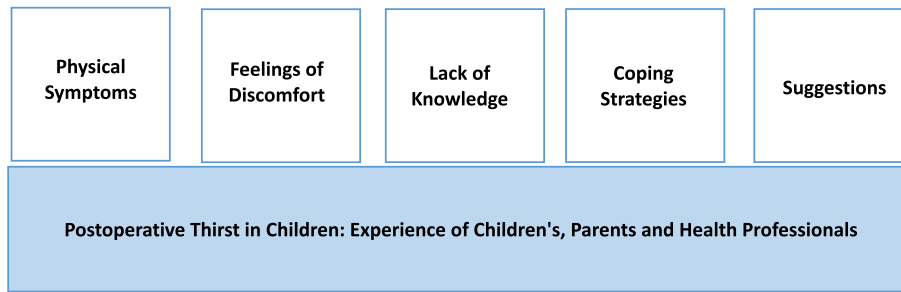 Physical
Symptoms
Feelings of
Discomfort
Lack of
Knowledge
Coping
Strategies
Suggestions
Postoperative Thirst in Children: Experience of Children's, Parents and Health Professionals